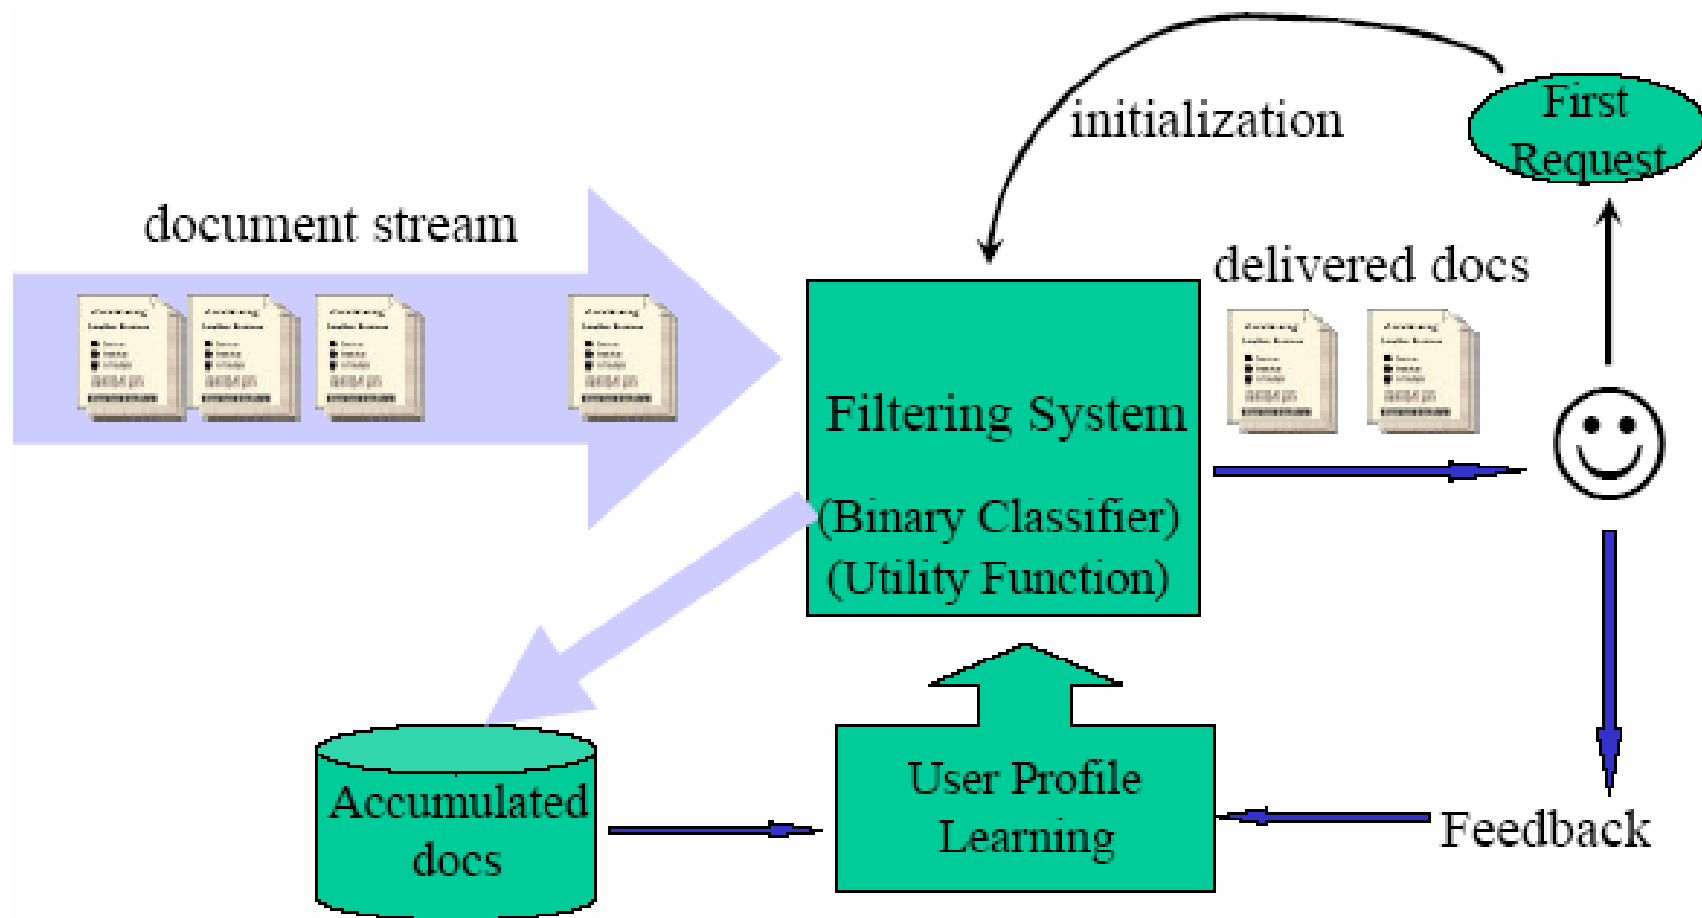 initialization
First
Request
document stream
delivered docs
Filtering System
(Binary Classifier)
(Utility Function)
Accumulated
docs
User Profile
Learning
Feedback